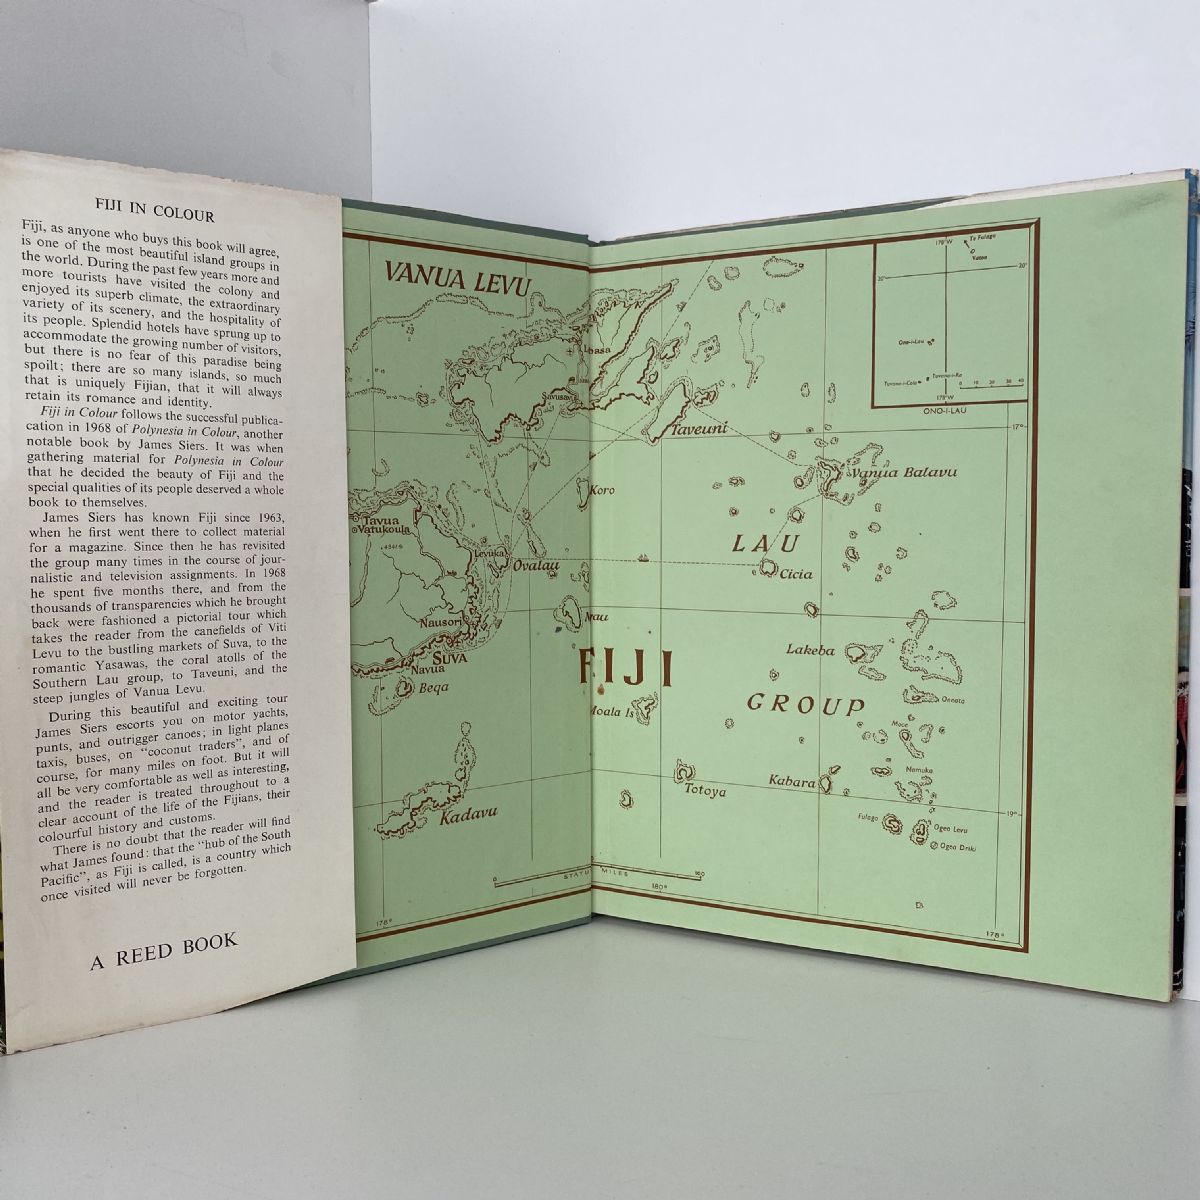 FIJI IN COLOUR
Fiji, as anyone who buys this book will agree,
is one of the most beautiful island groups in
the world. During the past few years more and
more tourists have visited the colony and
enjoyed its superb climate, the extraordinary
variety of its scenery, and the hospitality of
its people. Splendid hotels have sprung up to
accommodate the growing number of visitors,
but there is no fear of this paradise being
spoilt; there are so many islands, so much
that is uniquely Fijian, that it will always
retain its romance and identity.
Fiji in Colour follows the successful publica-
cation in 1968 of Polynesia in Colour, another
notable book by James Siers. It was when
gathering material for Polynesia in Colour
that he decided the beauty of Fiji and the
special qualities of its people deserved a whole
book to themselves.
James Siers has known Fiji since 1963,
when he first went there to collect material
for a magazine. Since then he has revisited
the group many times in the course of jour-
nalistic and television assignments. In 1968
he spent five months there, and from the
thousands of transparencies which he brought
back were fashioned a pictorial tour which
takes the reader from the canefields of Viti
Levu to the bustling markets of Suva, to the
romantic Yasawas, the coral atolls of the
Southern Lau group, to Taveuni, and the
steep jungles of Vanua Levu.
During this beautiful and exciting tour
James Siers escorts you on motor yachts,
punts, and outrigger canoes; in light planes
taxis, buses, on "coconut traders", and of
course, for many miles on foot. But it will
all be very comfortable as well as interesting,
and the reader is treated throughout to a
clear account of the life of the Fijians, their
colourful history and customs.
There is no doubt that the reader will find
what James found: that the "hub of the South
Pacific", as Fiji is called, is a country which
once visited will never be forgotten.
A REED BOOK
VANUA LEVU
Labasa
Savusavu
Taveuni
178°W
To Fulaga
Vatoa
20°
20°
Ono-i-Lau
Tuvana-i-Ra
Tuvana-i-Colo
0 10 20 30 40
178°W
ONO-I-LAU
17°
Vanua Balavu
Koro
Tavua
Vatukoula
Levuka
Ovalau
LAU
Cicia
Nausori
SUVA
Navua
Beqa
FIJI
Lakeba
GROUP
Oneata
Moala Is
Moce
Totoya
Kabara
Namuka
Kadavu
Fulaga
Ogea Levu
Ogea Driki
19°
STATUTE MILES
178°
180°
178°